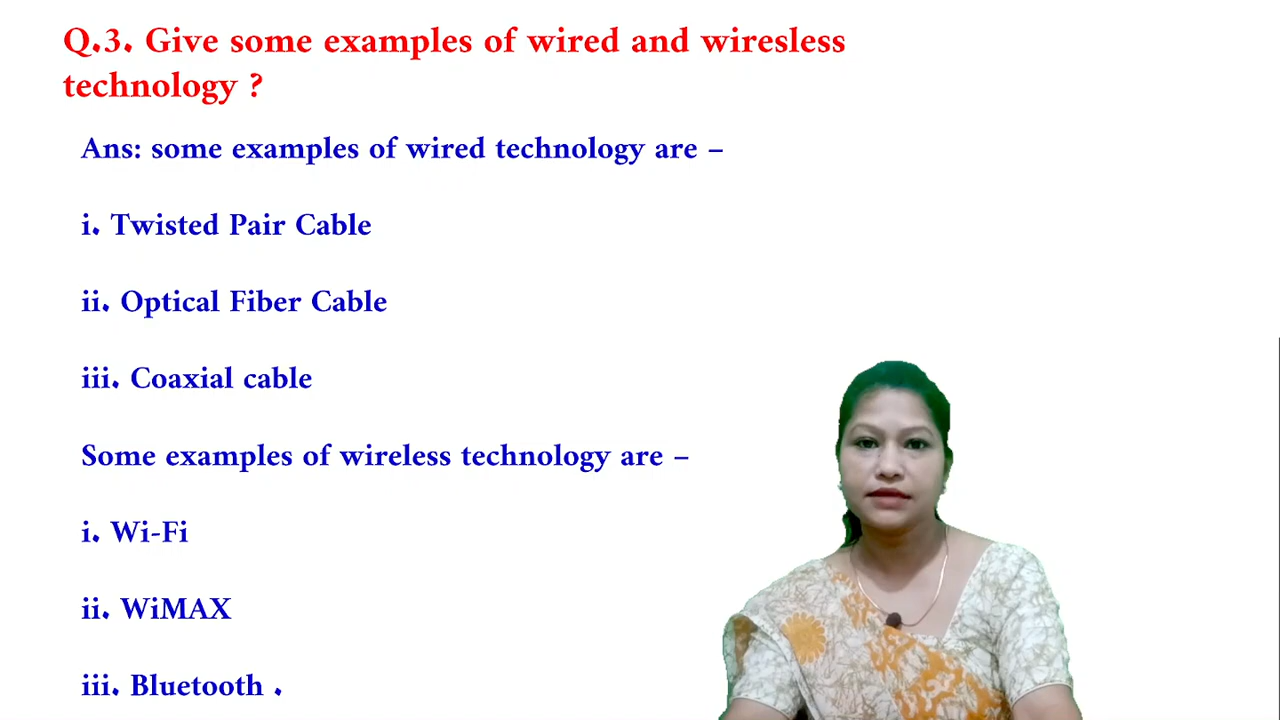 Q.3. Give some examples of wired and wiresless
technology ?
Ans: some examples of wired technology are –
i. Twisted Pair Cable
ii. Optical Fiber Cable
iii. Coaxial cable
Some examples of wireless technology are –
i. Wi-Fi
ii. WiMAX
iii. Bluetooth .